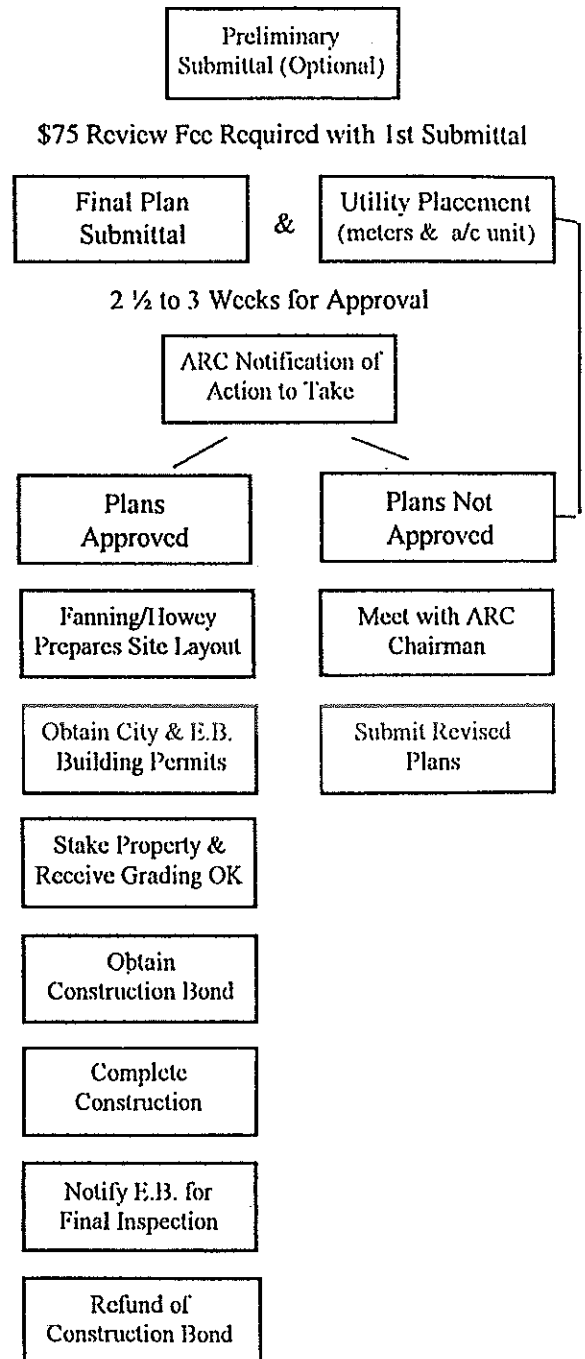 Preliminary
Submittal (Optional)
$75 Review Fee Required with 1st Submittal
Final Plan
Submittal
&
Utility Placement
(meters & a/c unit)
2 ½ to 3 Weeks for Approval
ARC Notification of
Action to Take
Plans
Approved
Plans Not
Approved
Fanning/Howey
Prepares Site Layout
Meet with ARC
Chairman
Obtain City & E.B.
Building Permits
Submit Revised
Plans
Stake Property &
Receive Grading OK
Obtain
Construction Bond
Complete
Construction
Notify E.B. for
Final Inspection
Refund of
Construction Bond